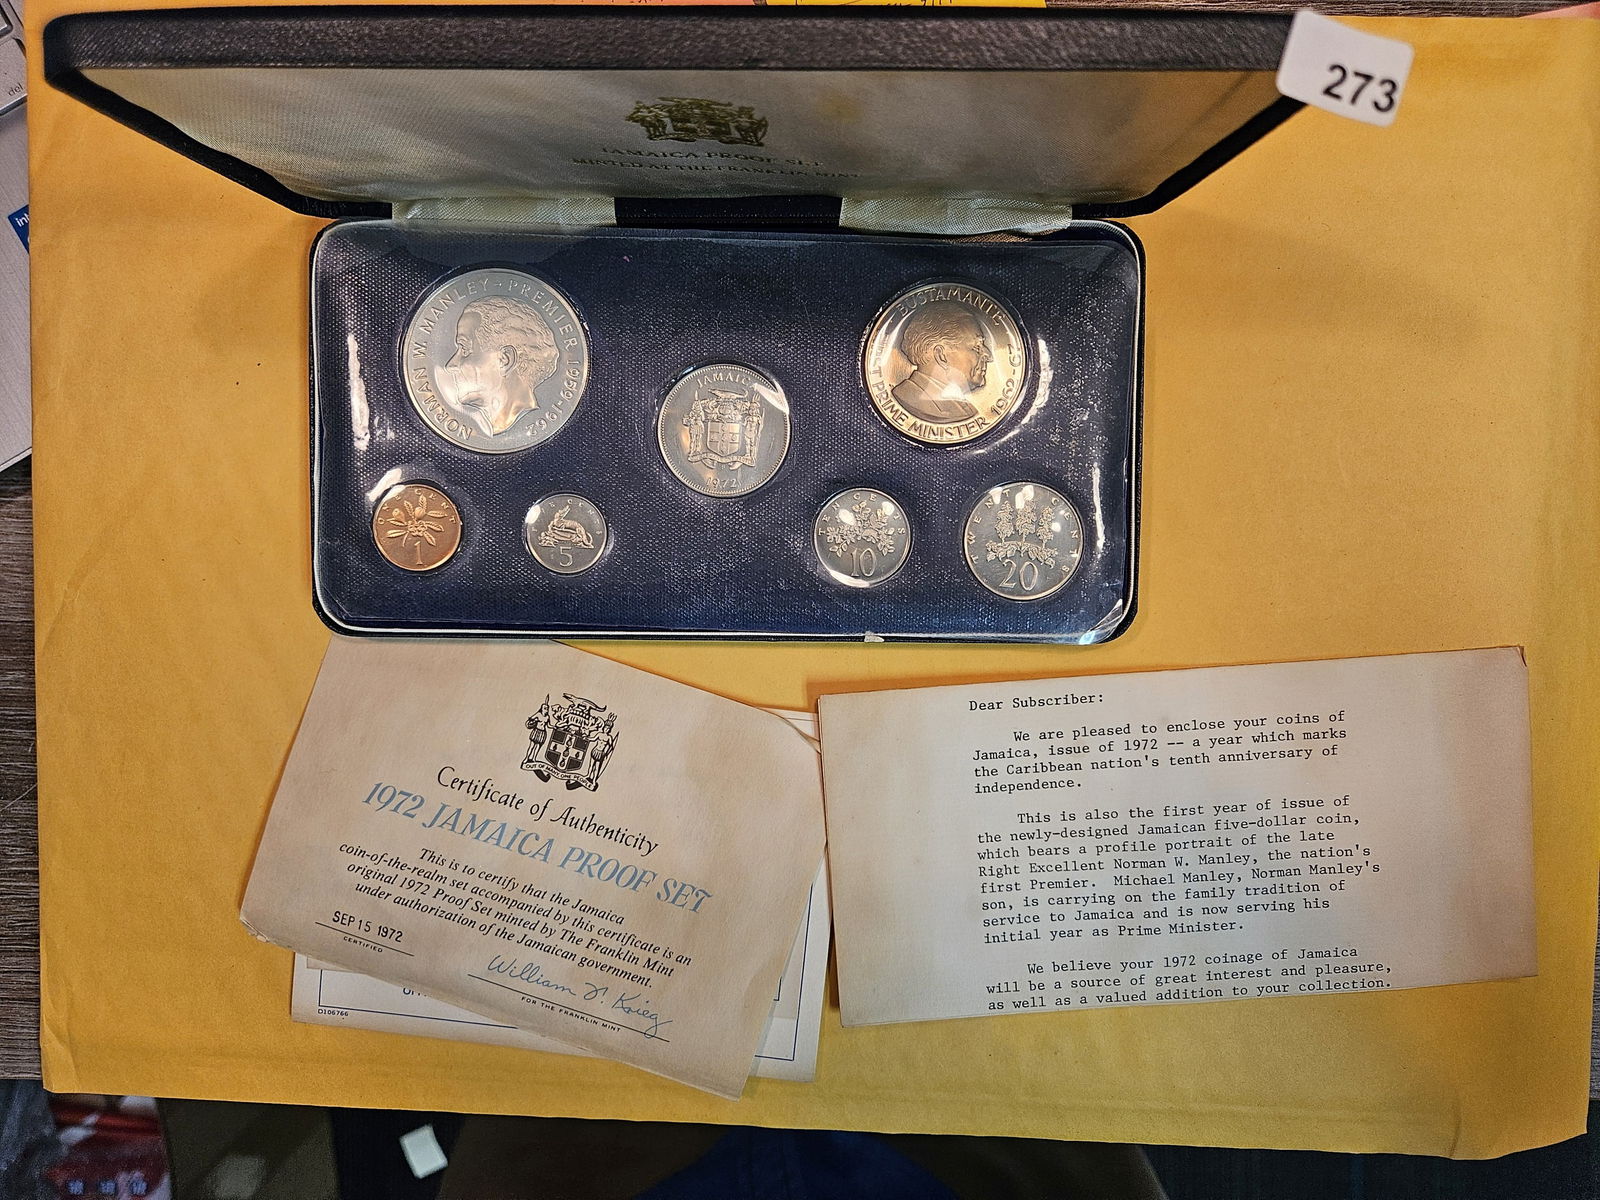 273
JAMAICA PROOF SET
MINTED AT THE FRANKLIN MINT
NORMAN W. MANLEY - PREMIER 1959-1962
JAMAICA
1972
BUSTAMANTE
PRIME MINISTER 1962-67
ONE CENT
1
5
TEN CENTS
10
TWENTY CENTS
20
OUT OF MANY, ONE PEOPLE
Certificate of Authenticity
1972 JAMAICA PROOF SET
This is to certify that the Jamaica
coin-of-the-realm set accompanied by this certificate is an
original 1972 Proof Set minted by The Franklin Mint
under authorization of the Jamaican government.
SEP 15 1972
CERTIFIED
William F. Krieg
FOR THE FRANKLIN MINT
D106766
Dear Subscriber:
We are pleased to enclose your coins of
Jamaica, issue of 1972 -- a year which marks
the Caribbean nation's tenth anniversary of
independence.
This is also the first year of issue of
the newly-designed Jamaican five-dollar coin,
which bears a profile portrait of the late
Right Excellent Norman W. Manley, the nation's
first Premier. Michael Manley, Norman Manley's
son, is carrying on the family tradition of
service to Jamaica and is now serving his
initial year as Prime Minister.
We believe your 1972 coinage of Jamaica
will be a source of great interest and pleasure,
as well as a valued addition to your collection.